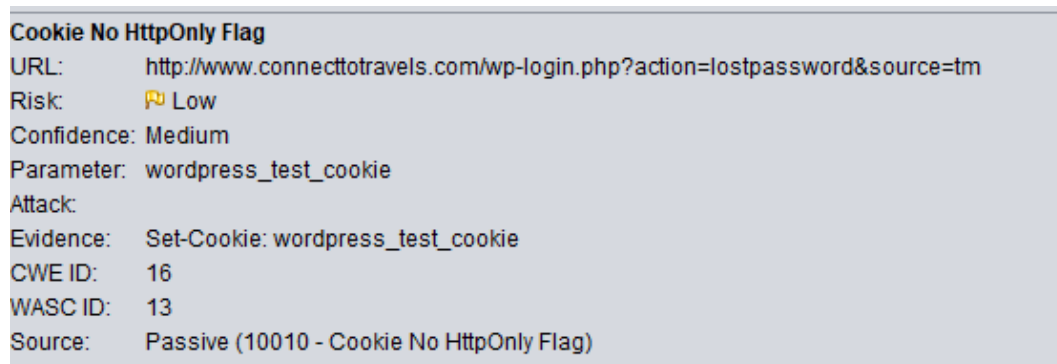 Cookie No HttpOnly Flag
URL: http://www.connecttotravels.com/wp-login.php?action=lostpassword&source=tm
Risk: Low
Confidence: Medium
Parameter: wordpress_test_cookie
Attack:
Evidence: Set-Cookie: wordpress_test_cookie
CWE ID: 16
WASC ID: 13
Source: Passive (10010 - Cookie No HttpOnly Flag)